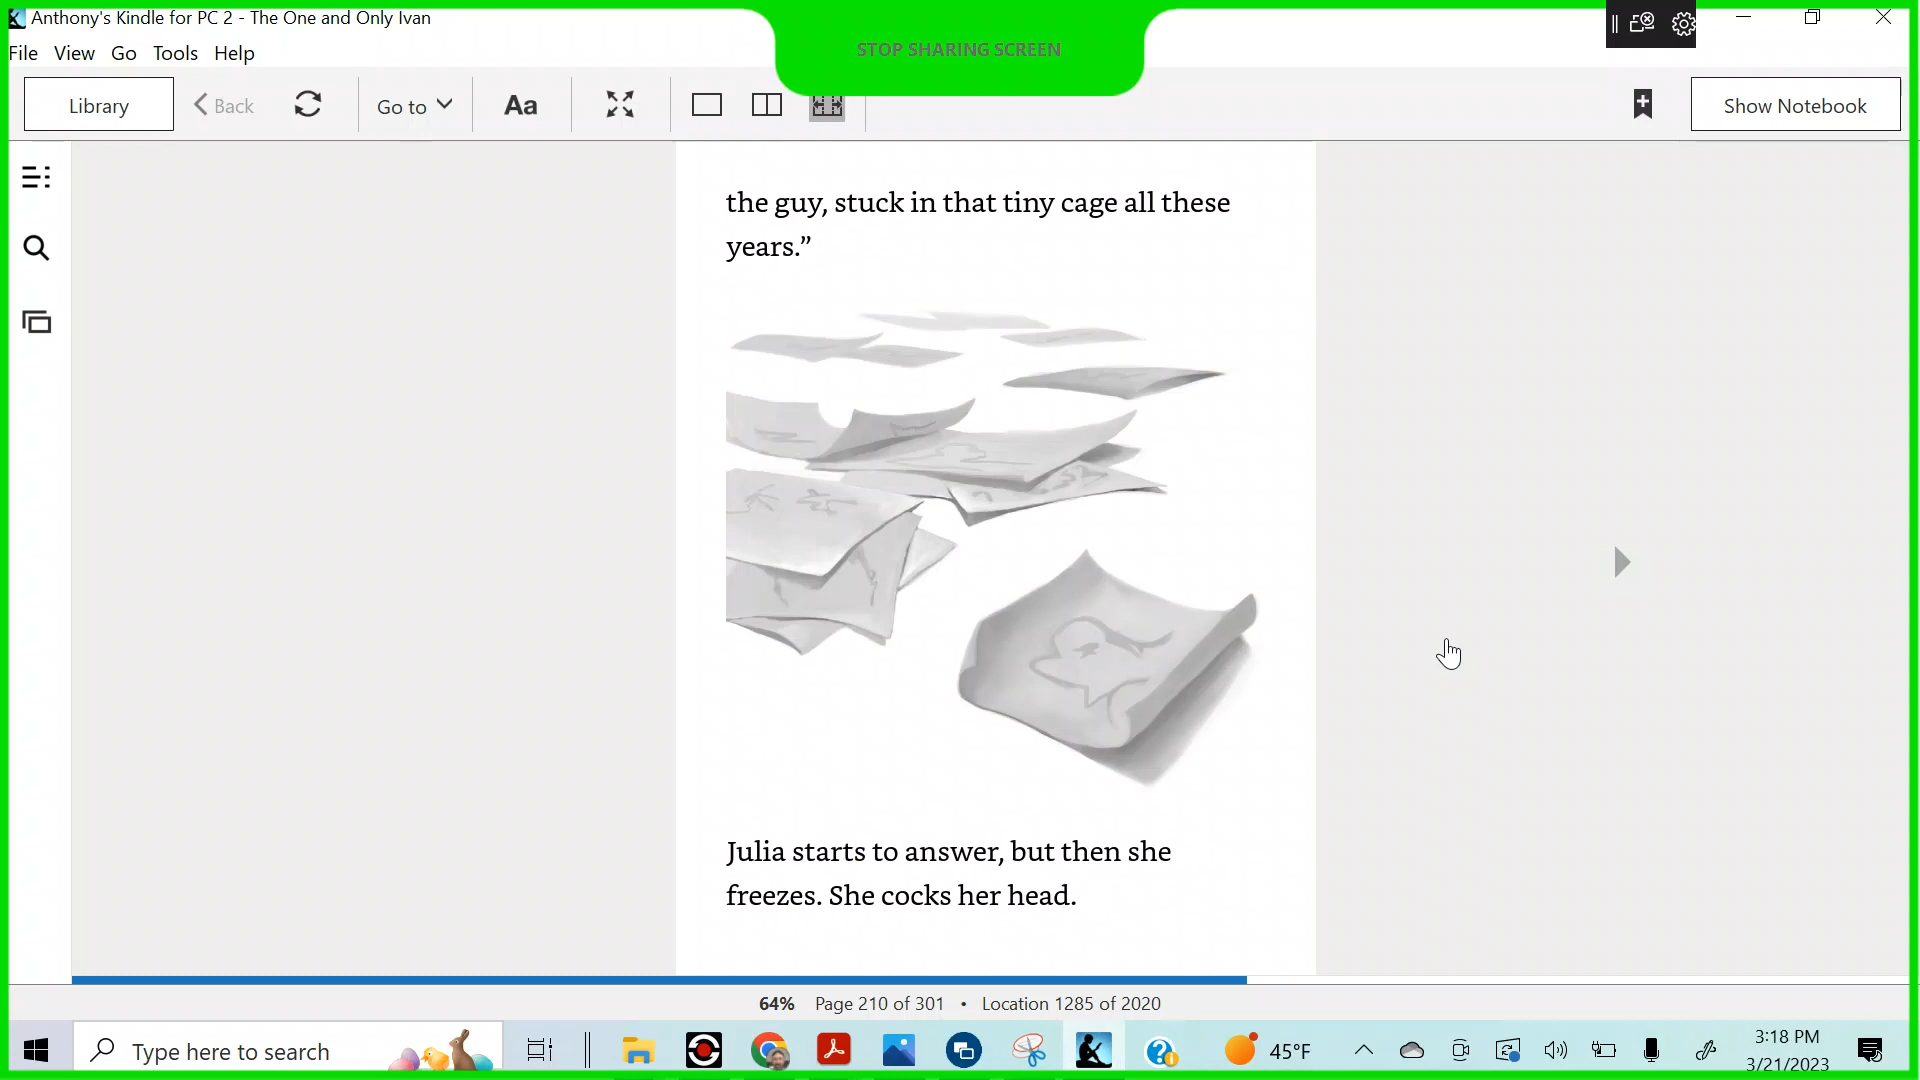 Anthony's Kindle for PC 2 - The One and Only Ivan
STOP SHARING SCREEN
File View Go Tools Help
Library Back Go to Aa Show Notebook
the guy, stuck in that tiny cage all these
years.”
Julia starts to answer, but then she
freezes. She cocks her head.
64% Page 210 of 301 • Location 1285 of 2020
Type here to search
45°F
3:18 PM
3/21/2023